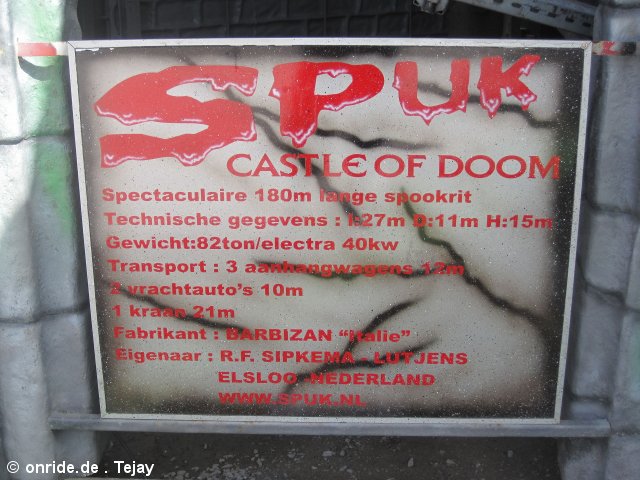 SPUK
CASTLE OF DOOM
Spectaculaire 180m lange spookrit
Technische gegevens : l:27m D:11m H:15m
Gewicht:82ton/electra 40kw
Transport : 3 aanhangwagens 12m
2 vrachtauto's 10m
1 kraan 21m
Fabrikant : BARBIZAN "Italie"
Eigenaar : R.F. SIPKEMA - LUTJENS
ELSLOO -NEDERLAND
WWW.SPUK.NL
© onride.de . Tejay